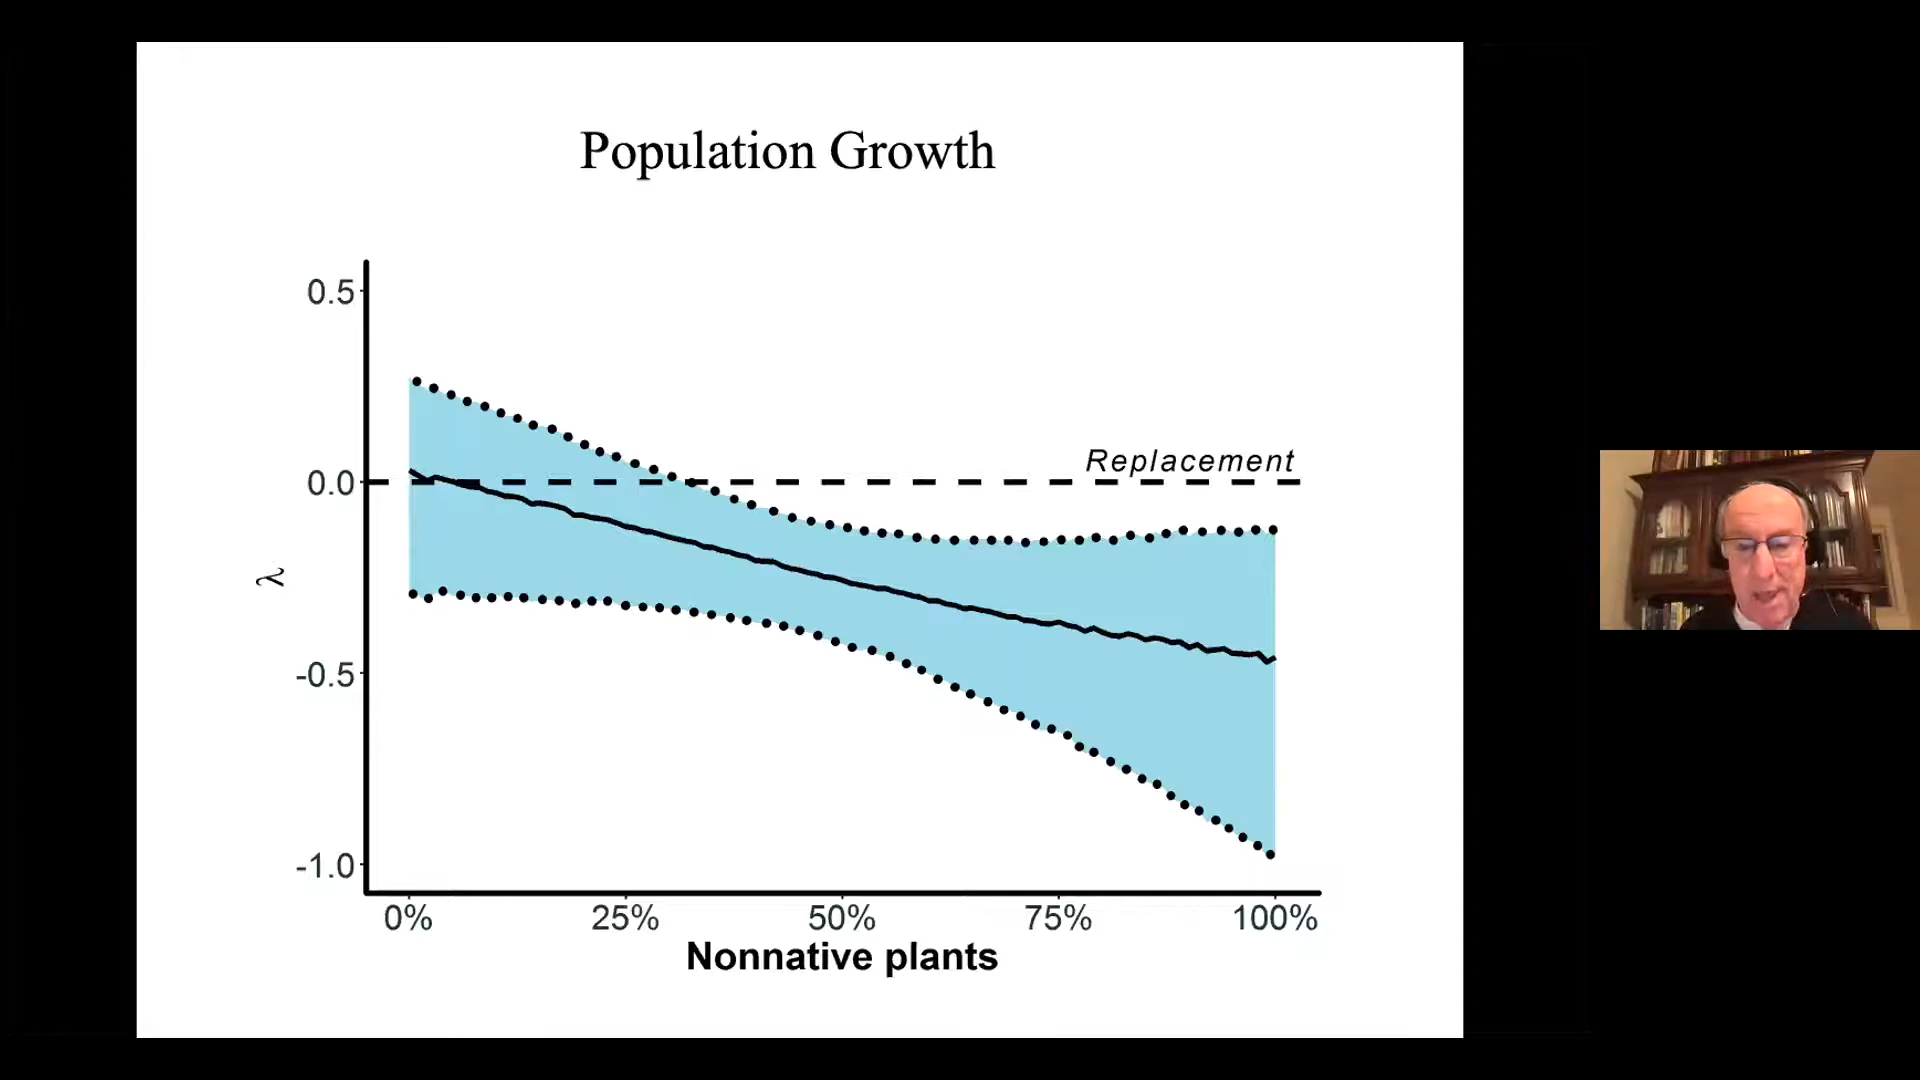 Population Growth
0.5
Replacement
0.0
λ
-0.5
-1.0
0% 25% 50% 75% 100%
Nonnative plants